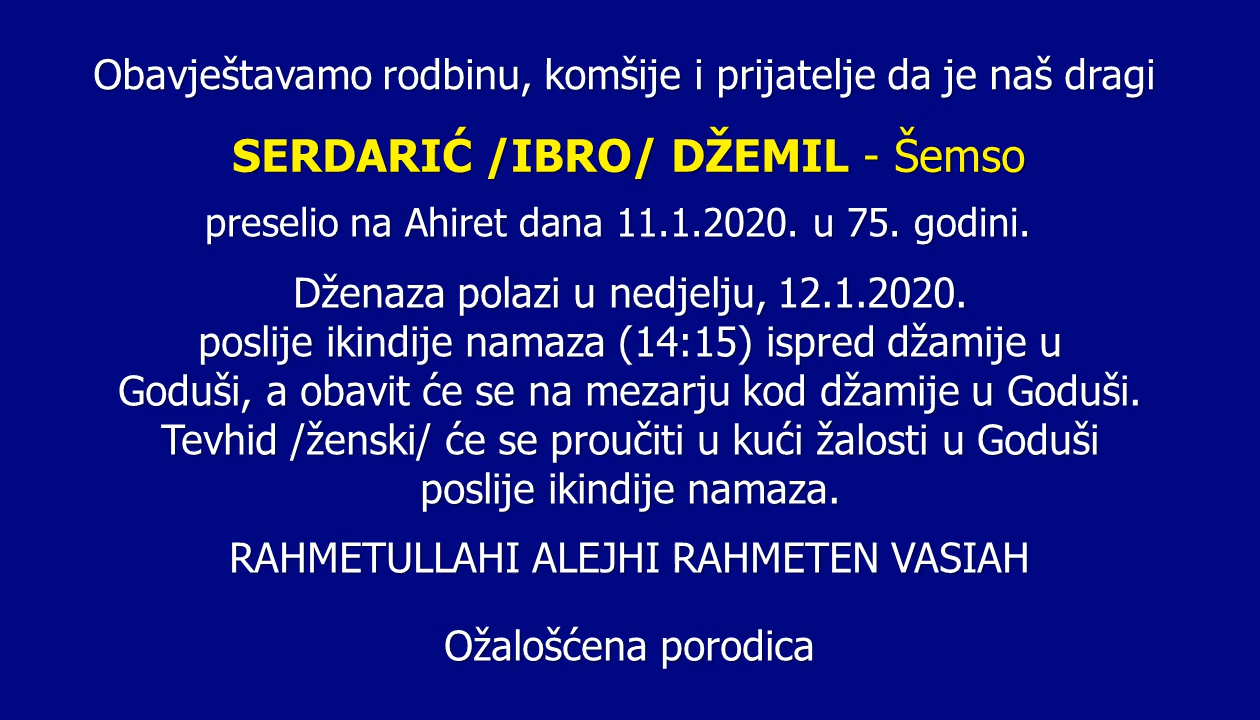 Obavještavamo rodbinu, komšije i prijatelje da je naš dragi
SERDARIĆ /IBRO/ DŽEMIL - Šemso
preselio na Ahiret dana 11.1.2020. u 75. godini.
Dženaza polazi u nedjelju, 12.1.2020.
poslije ikindije namaza (14:15) ispred džamije u
Goduši, a obavit će se na mezarju kod džamije u Goduši.
Tevhid /ženski/ će se proučiti u kući žalosti u Goduši
poslije ikindije namaza.
RAHMETULLAHI ALEJHI RAHMETEN VASIAH
Ožalošćena porodica